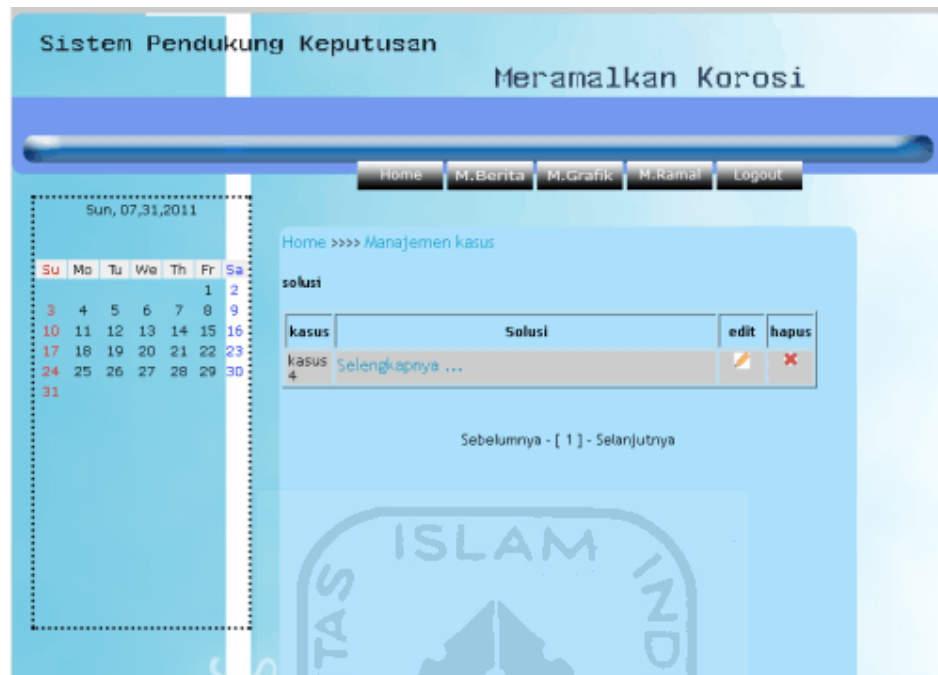 Sistem Pendukung Keputusan
Meramalkan Korosi
Home M.Berita M.Grafik M.Ramal Logout
Sun, 07,31,2011
Su Mo Tu We Th Fr Sa
1 2
3 4 5 6 7 8 9
10 11 12 13 14 15 16
17 18 19 20 21 22 23
24 25 26 27 28 29 30
31
Home >>>> Manajemen kasus
solusi
kasus Solusi edit hapus
kasus 4 Selengkapnya ...
Sebelumnya - [ 1 ] - Selanjutnya
ISLAM
TAS
IND